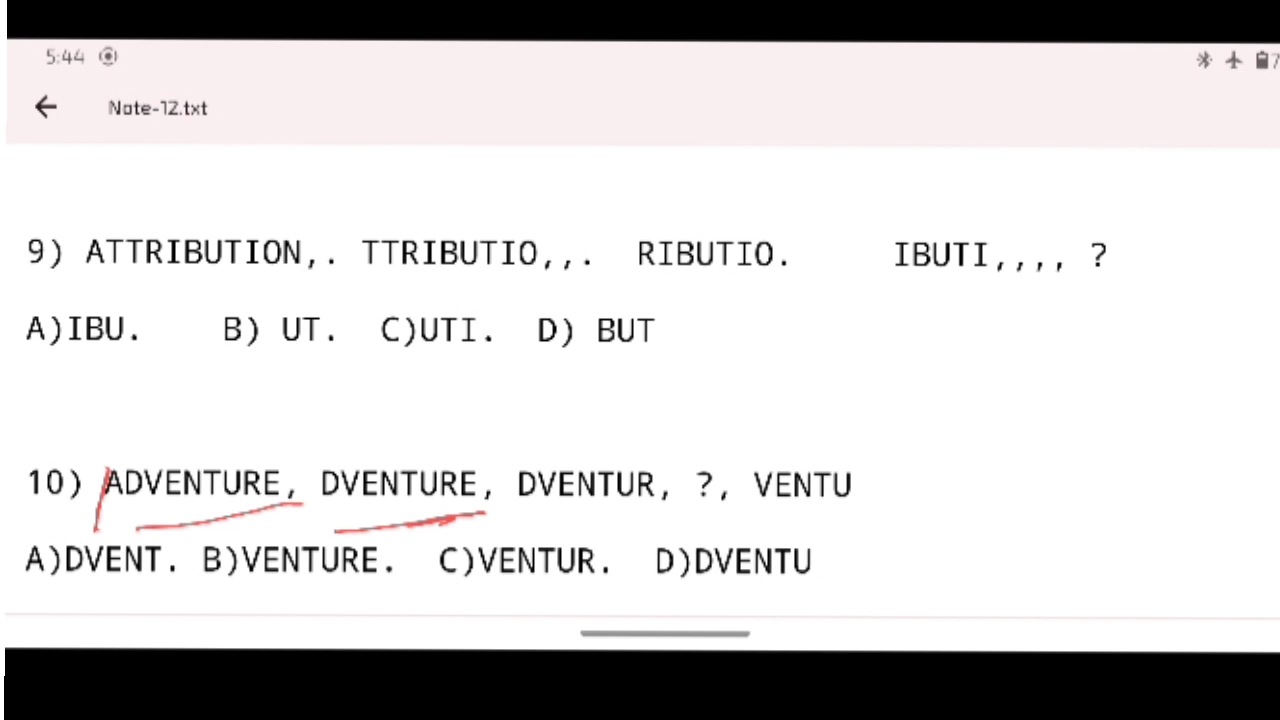 5:44
7
Note-12.txt
9) ATTRIBUTION,. TTRIBUTIO,,. RIBUTIO. IBUTI,,,, ?
A)IBU. B) UT. C)UTI. D) BUT
10) ADVENTURE, DVENTURE, DVENTUR, ?, VENTU
A)DVENT. B)VENTURE. C)VENTUR. D)DVENTU